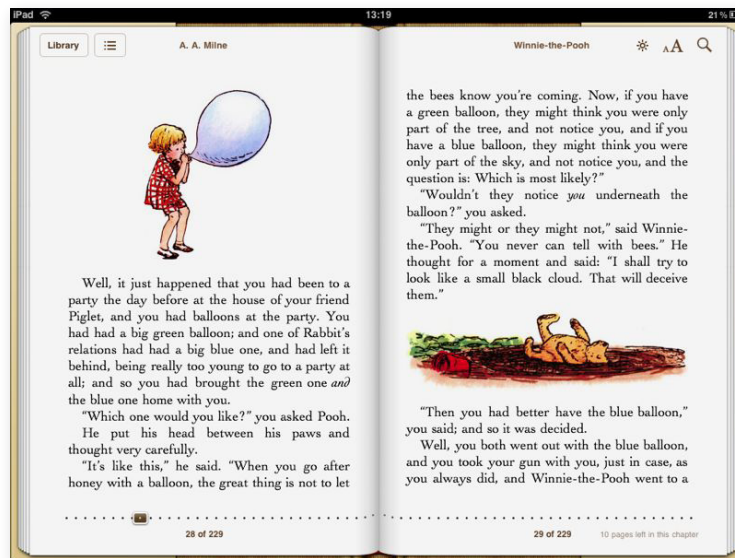 iPad
13:19
21 %
Library
A. A. Milne
Winnie-the-Pooh
AA
Well, it just happened that you had been to a
party the day before at the house of your friend
Piglet, and you had balloons at the party. You
had had a big green balloon; and one of Rabbit’s
relations had had a big blue one, and had left it
behind, being really too young to go to a party at
all; and so you had brought the green one and
the blue one home with you.
“Which one would you like?” you asked Pooh.
He put his head between his paws and
thought very carefully.
“It’s like this,” he said. “When you go after
honey with a balloon, the great thing is not to let
28 of 229
the bees know you’re coming. Now, if you have
a green balloon, they might think you were only
part of the tree, and not notice you, and if you
have a blue balloon, they might think you were
only part of the sky, and not notice you, and the
question is: Which is most likely?”
“Wouldn’t they notice you underneath the
balloon?” you asked.
“They might or they might not,” said Winnie-
the-Pooh. “You never can tell with bees.” He
thought for a moment and said: “I shall try to
look like a small black cloud. That will deceive
them.”
“Then you had better have the blue balloon,”
you said; and so it was decided.
Well, you both went out with the blue balloon,
and you took your gun with you, just in case, as
you always did, and Winnie-the-Pooh went to a
29 of 229
10 pages left in this chapter